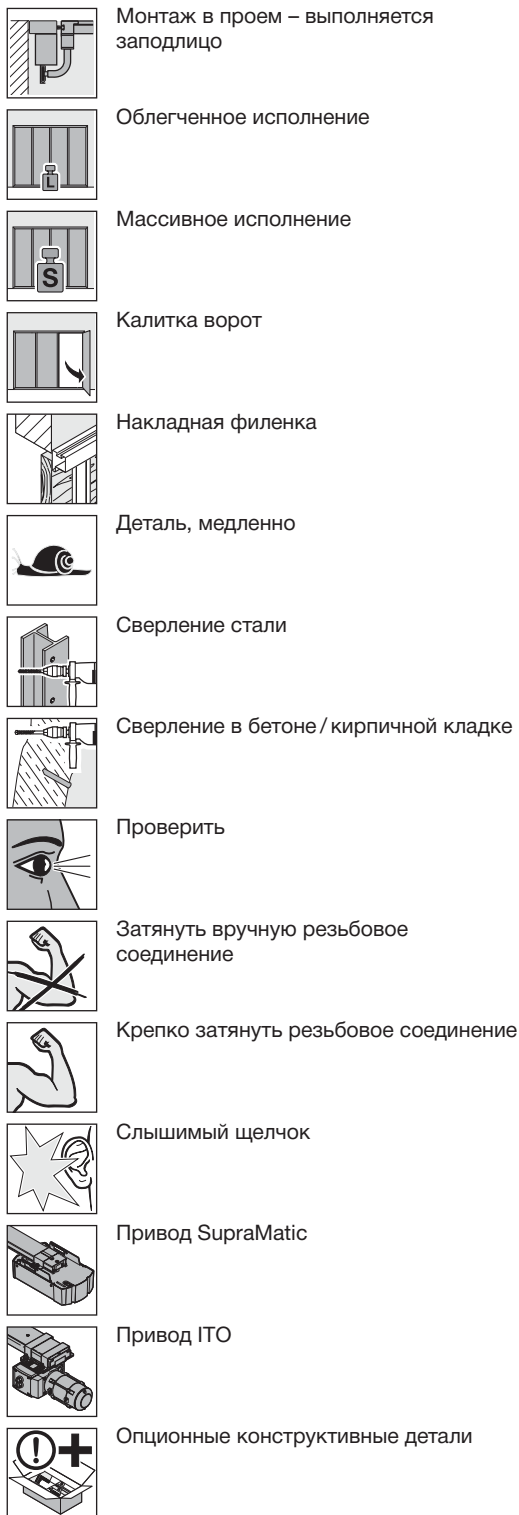 Монтаж в проем – выполняется
заподлицо
L
Облегченное исполнение
S
Массивное исполнение
Калитка ворот
Накладная филенка
Деталь, медленно
Сверление стали
Сверление в бетоне / кирпичной кладке
Проверить
Затянуть вручную резьбовое
соединение
Крепко затянуть резьбовое соединение
Слышимый щелчок
Привод SupraMatic
Привод ITO
Опционные конструктивные детали